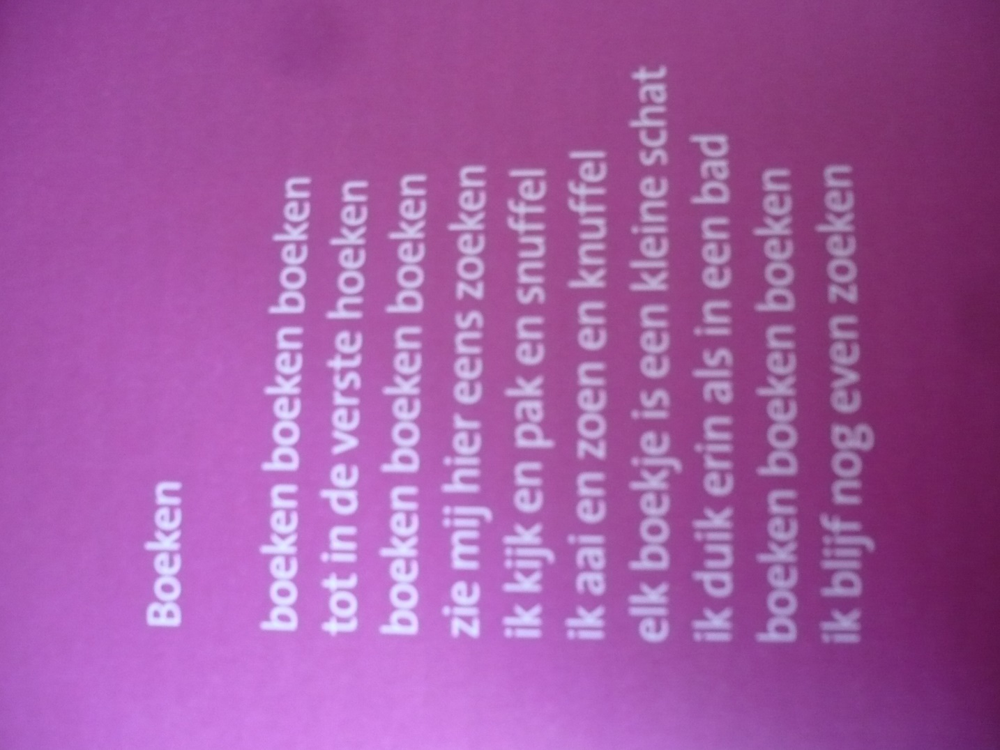 Boeken
boeken boeken boeken
tot in de verste hoeken
boeken boeken boeken
zie mij hier eens zoeken
ik kijk en pak en snuffel
ik aai en zoen en knuffel
elk boekje is een kleine schat
ik duik erin als in een bad
boeken boeken boeken
ik blijf nog even zoeken